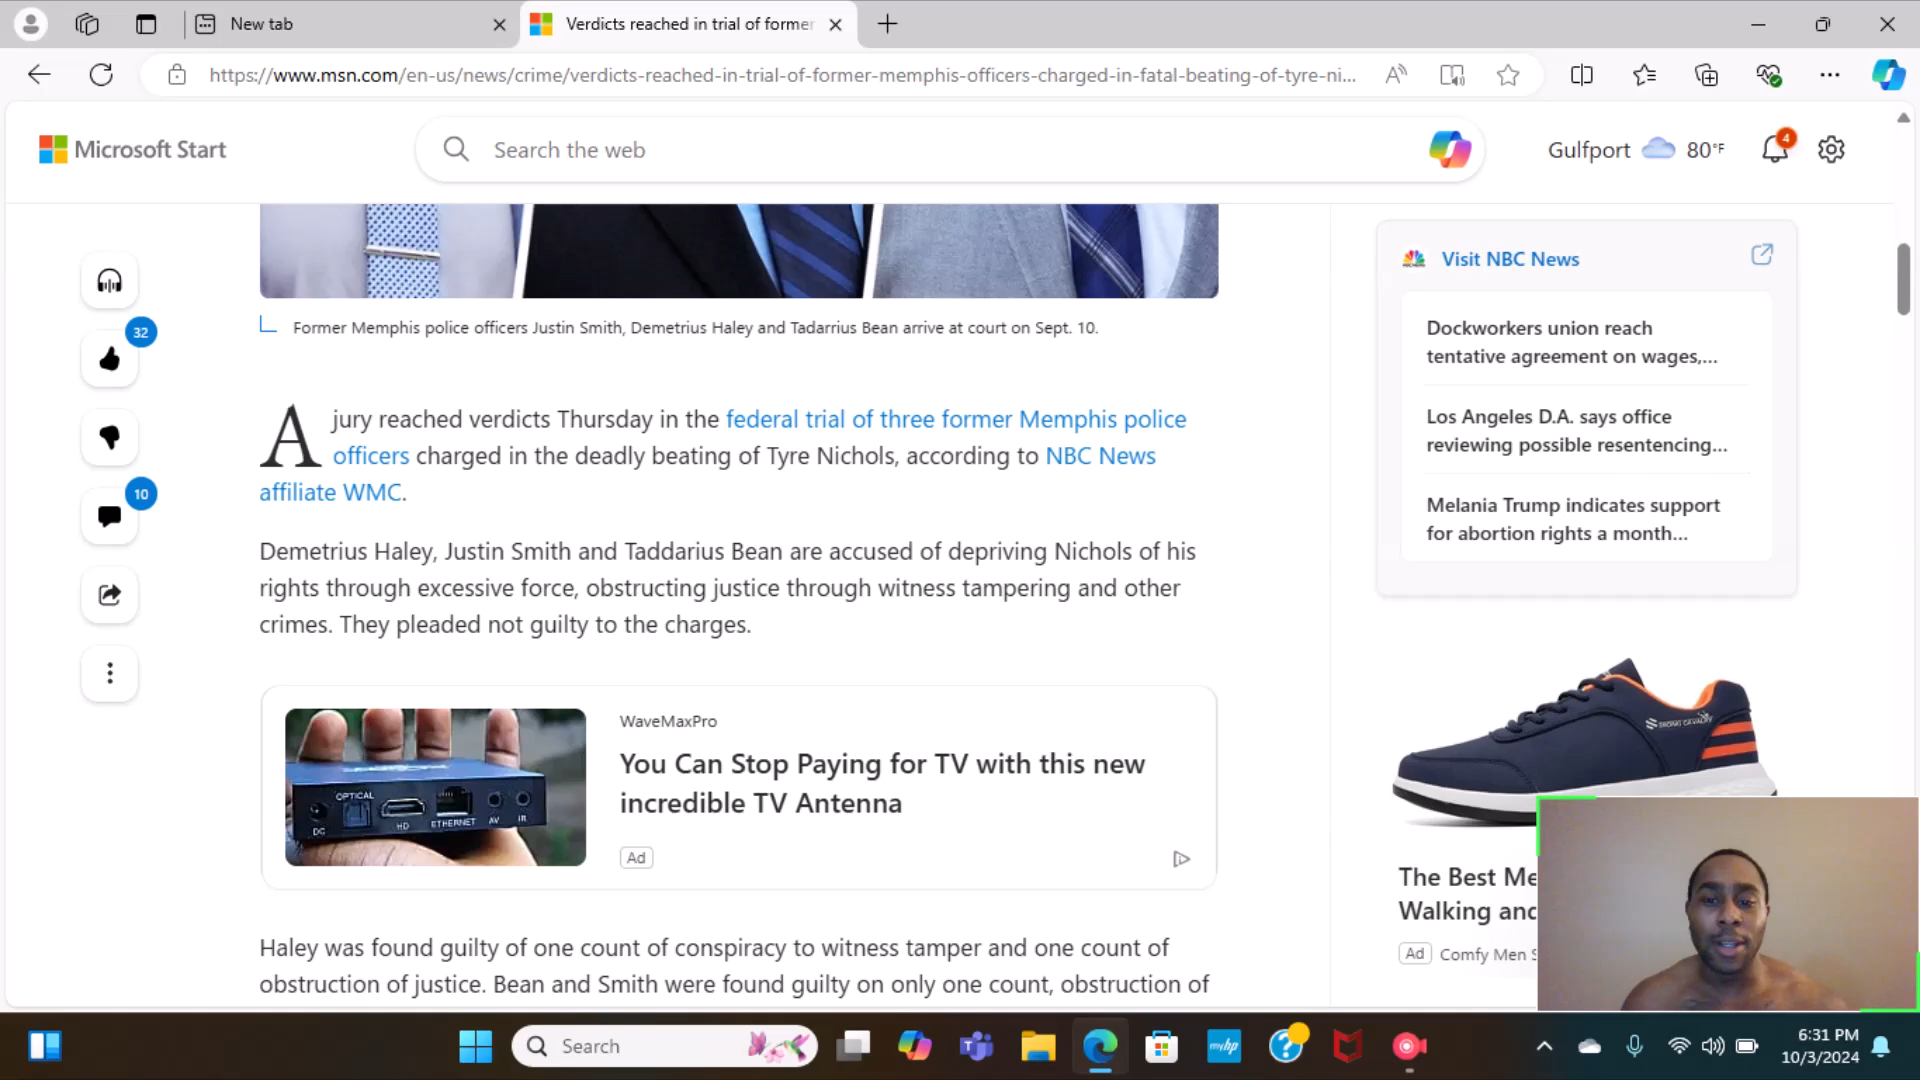 New tab
Verdicts reached in trial of former
https://www.msn.com/en-us/news/crime/verdicts-reached-in-trial-of-former-memphis-officers-charged-in-fatal-beating-of-tyre-ni...
Microsoft Start
Search the web
Gulfport
80°F
4
32
10
Former Memphis police officers Justin Smith, Demetrius Haley and Tadarrius Bean arrive at court on Sept. 10.
A jury reached verdicts Thursday in the federal trial of three former Memphis police
officers charged in the deadly beating of Tyre Nichols, according to NBC News
affiliate WMC.
Demetrius Haley, Justin Smith and Taddarius Bean are accused of depriving Nichols of his
rights through excessive force, obstructing justice through witness tampering and other
crimes. They pleaded not guilty to the charges.
WaveMaxPro
You Can Stop Paying for TV with this new
incredible TV Antenna
Ad
OPTICAL
DC
HD
ETHERNET
AV
IR
Haley was found guilty of one count of conspiracy to witness tamper and one count of
obstruction of justice. Bean and Smith were found guilty on only one count, obstruction of
Visit NBC News
Dockworkers union reach
tentative agreement on wages,...
Los Angeles D.A. says office
reviewing possible resentencing...
Melania Trump indicates support
for abortion rights a month...
The Best Me
Walking and
Ad
Comfy Men S
Search
myhp
6:31 PM
10/3/2024